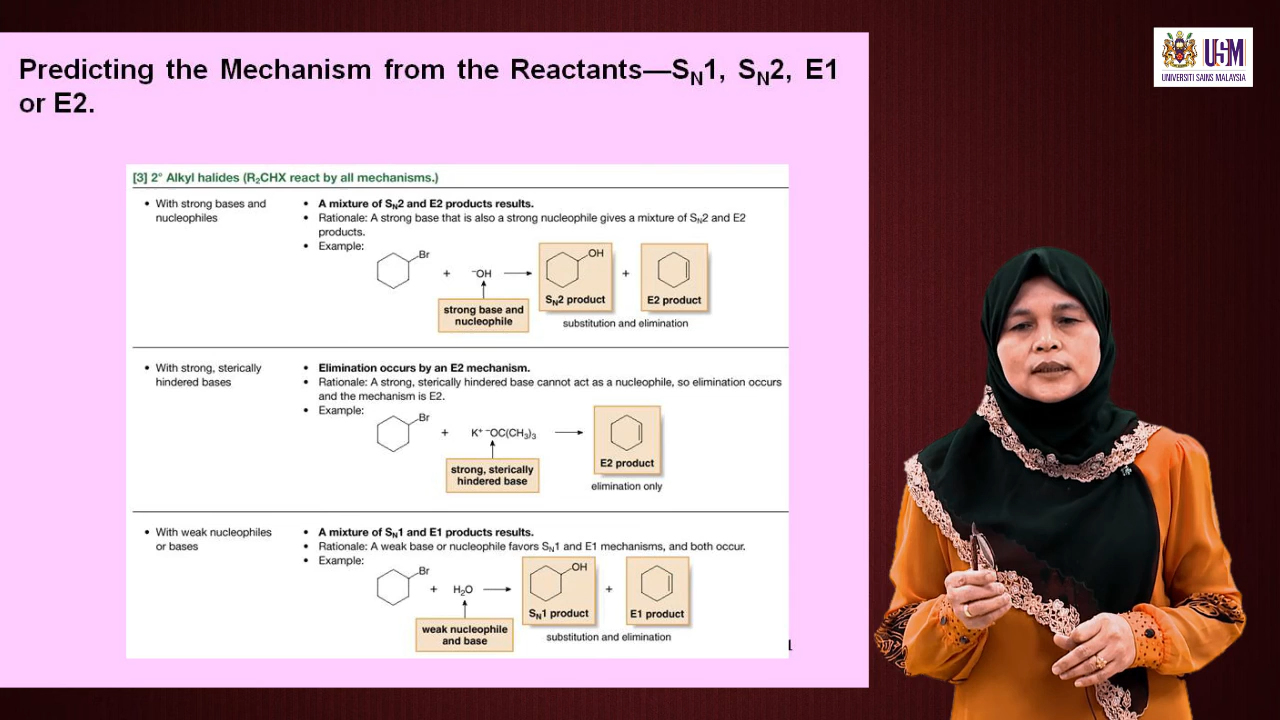 Predicting the Mechanism from the Reactants—SN1, SN2, E1
or E2.
USM
UNIVERSITI SAINS MALAYSIA
[3] 2° Alkyl halides (R2CHX react by all mechanisms.)
• With strong bases and
nucleophiles
• A mixture of SN2 and E2 products results.
• Rationale: A strong base that is also a strong nucleophile gives a mixture of SN2 and E2
products.
• Example:
Br
+ −OH
OH
+
SN2 product
E2 product
strong base and
nucleophile
substitution and elimination
• With strong, sterically
hindered bases
• Elimination occurs by an E2 mechanism.
• Rationale: A strong, sterically hindered base cannot act as a nucleophile, so elimination occurs
and the mechanism is E2.
• Example:
Br
+ K+ −OC(CH3)3
E2 product
strong, sterically
hindered base
elimination only
• With weak nucleophiles
or bases
• A mixture of SN1 and E1 products results.
• Rationale: A weak base or nucleophile favors SN1 and E1 mechanisms, and both occur.
• Example:
Br
+ H2O
OH
+
SN1 product
E1 product
weak nucleophile
and base
substitution and elimination
1